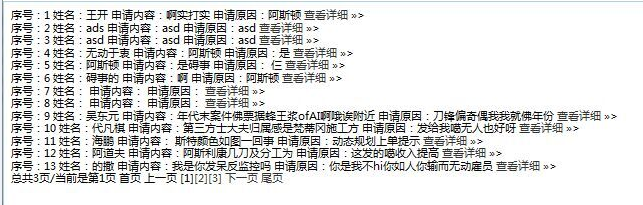 序号：1 姓名：王开 申请内容：啊实打实 申请原因：阿斯顿 查看详细 »>
序号：2 姓名：ads 申请内容：asd 申请原因：asd 查看详细 »>
序号：3 姓名：asd 申请内容：asd 申请原因：asd 查看详细 »>
序号：4 姓名：无动于衷 申请内容：阿斯顿 申请原因：是 查看详细 »>
序号：5 姓名：阿斯顿 申请内容：是碍事 申请原因： 仨 查看详细 »>
序号：6 姓名：碍事的 申请内容：啊 申请原因：阿斯顿 查看详细 »>
序号：7 姓名： 申请内容： 申请原因： 查看详细 »>
序号：8 姓名： 申请内容： 申请原因： 查看详细 »>
序号：9 姓名：吴东元 申请内容：年代末案件佛票据蜂王浆ofAI啊哦诶附近 申请原因：刀锋偏奇偶我我就佛年份 查看详细 »>
序号：10 姓名：代凡棋 申请内容：第三方士大夫归属感是梵蒂冈施工方 申请原因：发给我嗯无人也好呀 查看详细 »>
序号：11 姓名：海鹏 申请内容： 斯特颜色如图一回事 申请原因：动态规划上单提示 查看详细 »>
序号：12 姓名：阿道夫 申请内容：阿斯利康几刀及分工为 申请原因：这发的嗯收入提高 查看详细 »>
序号：13 姓名：的撒 申请内容：我是你发呆反监控吗 申请原因：你是我不hi你如人你输而无动雇员 查看详细 »>
总共3页/当前是第1页 首页 上一页 [1][2][3] 下一页 尾页